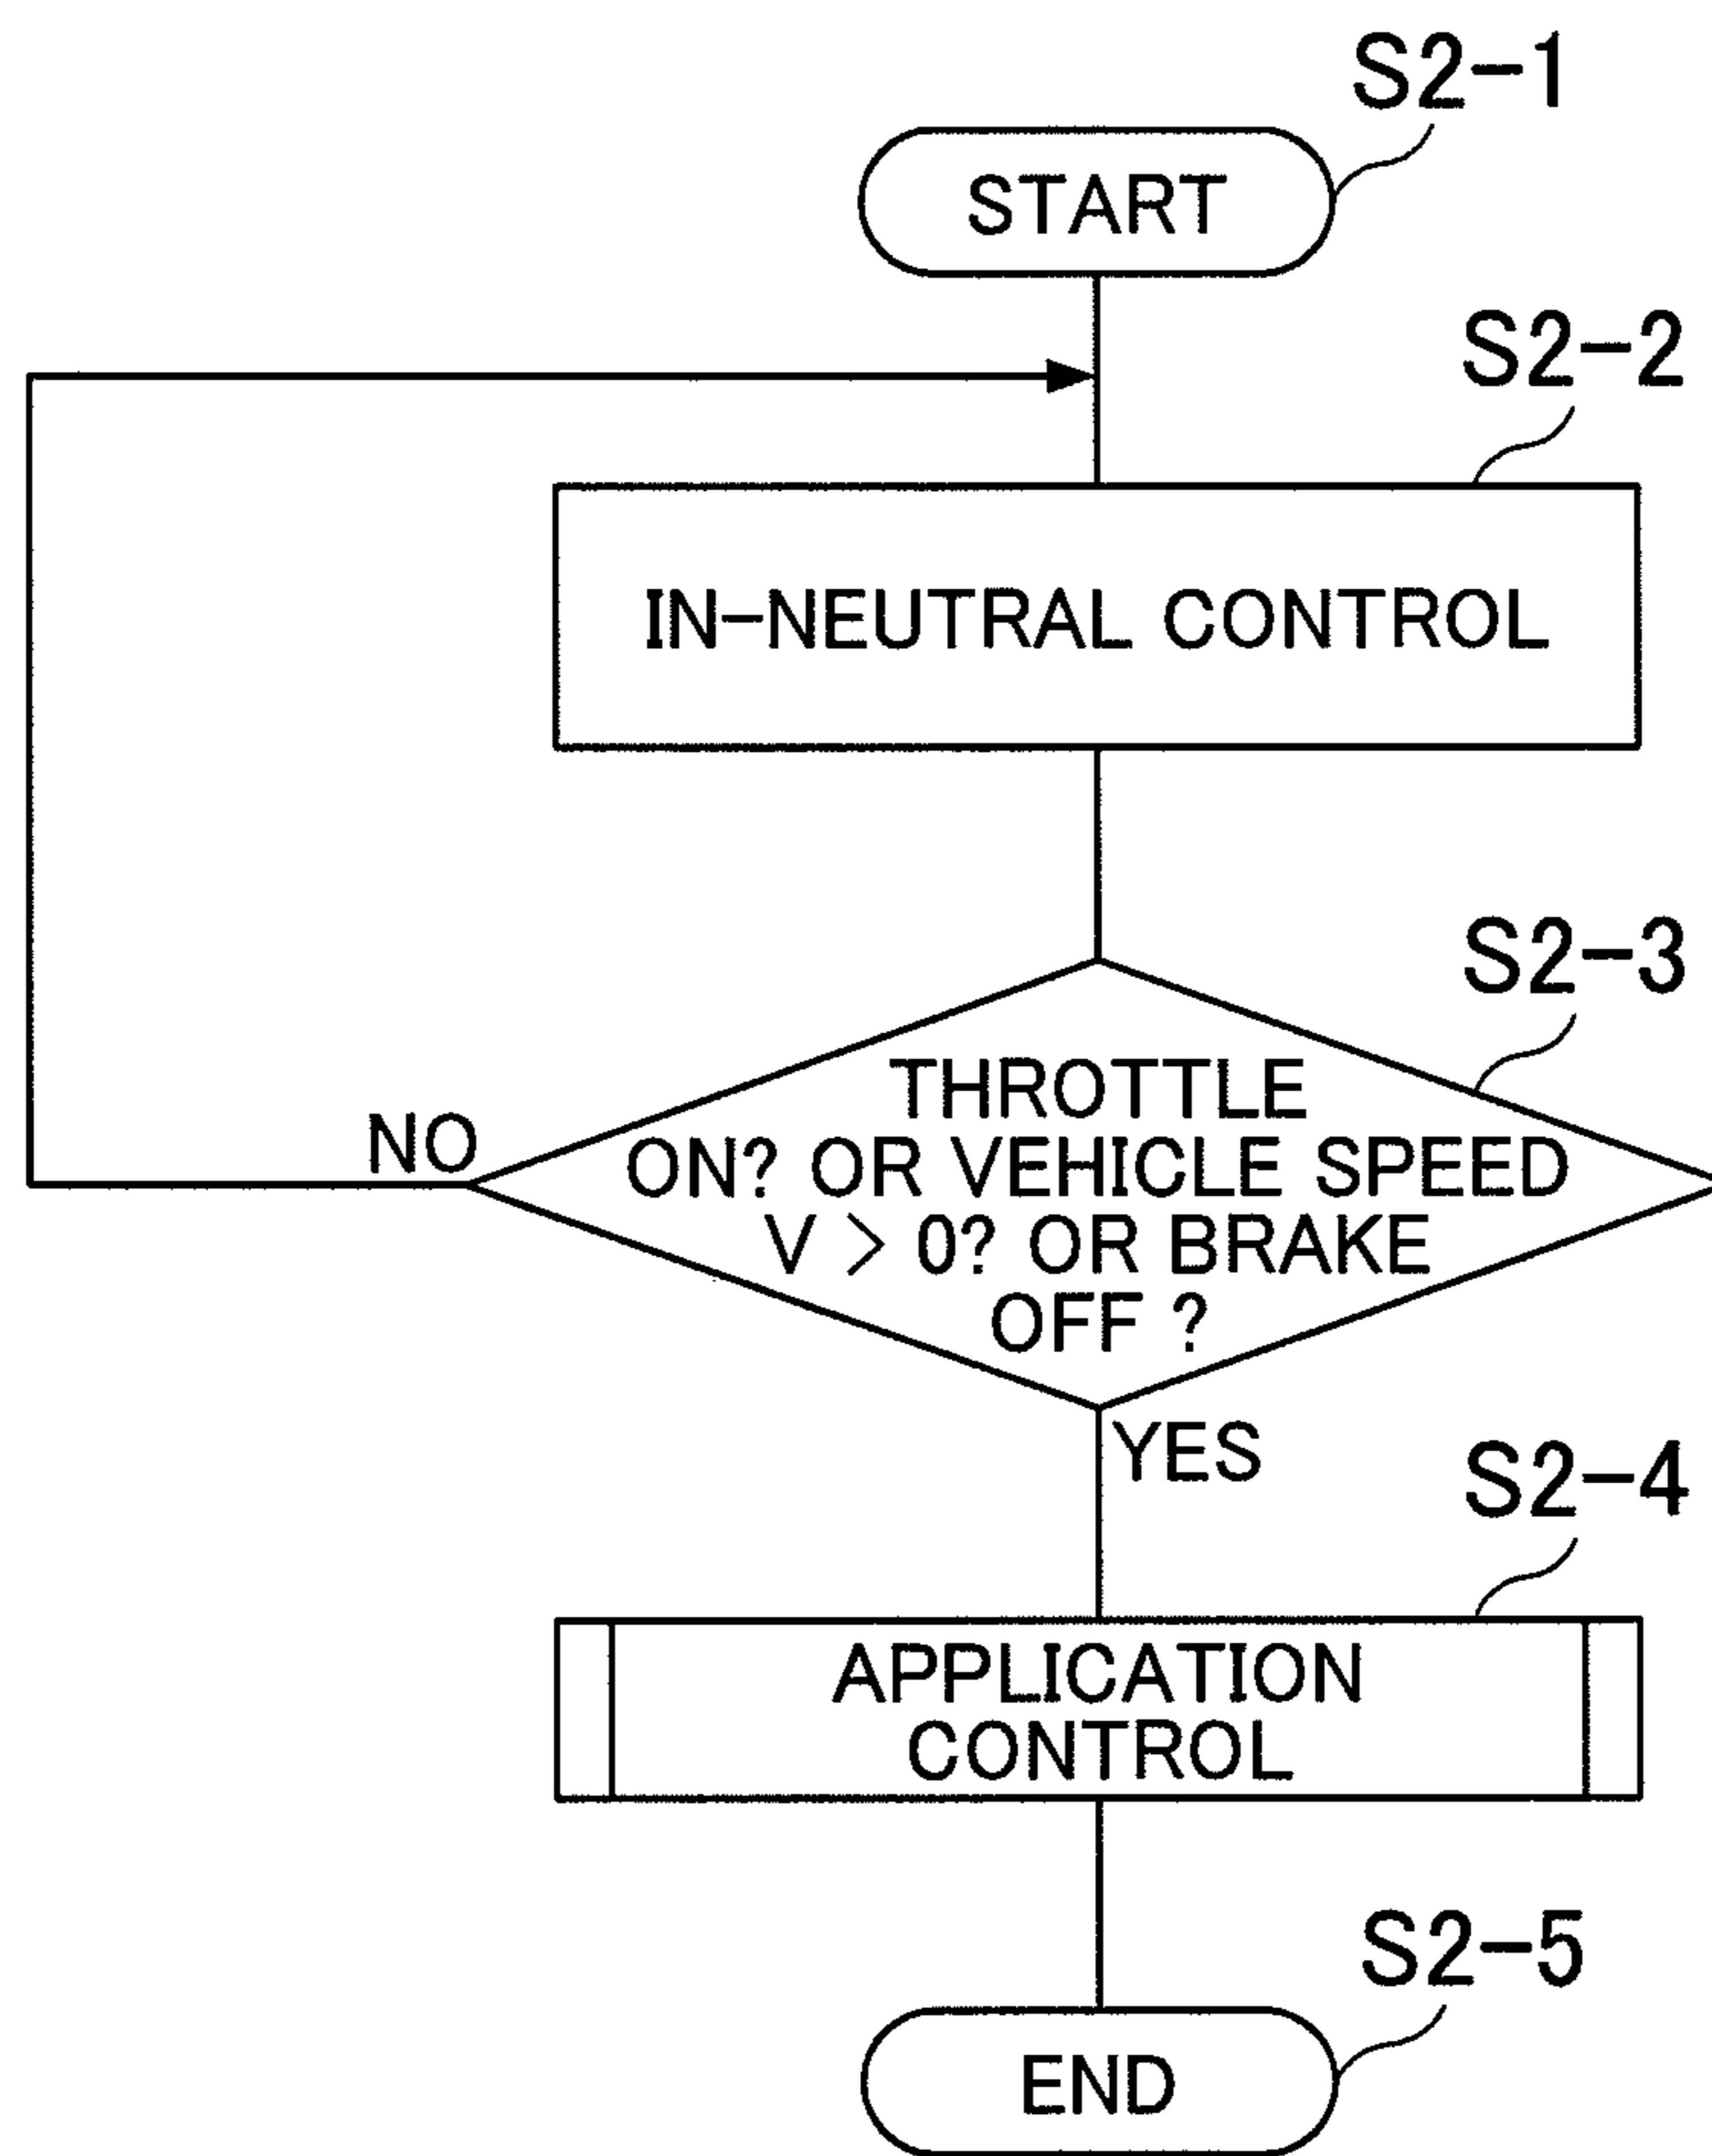 S2-1
START
S2-2
IN-NEUTRAL CONTROL
S2-3
THROTTLE
ON? OR VEHICLE SPEED
V > 0? OR BRAKE
OFF ?
NO
YES
S2-4
APPLICATION
CONTROL
S2-5
END